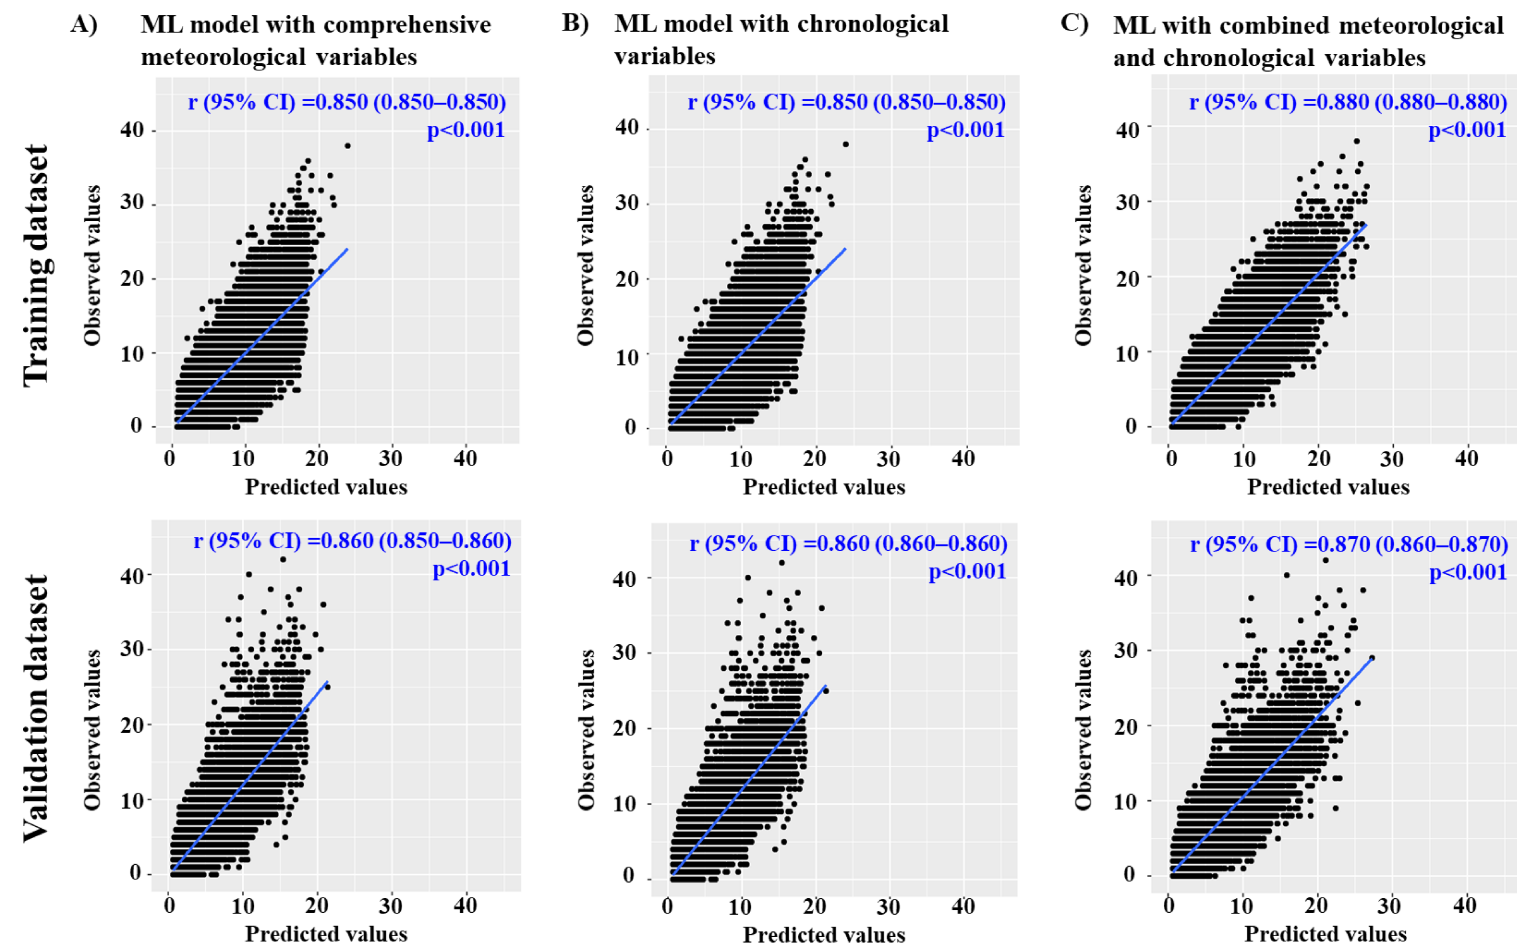 A) ML model with comprehensive
meteorological variables
B) ML model with chronological
variables
C) ML with combined meteorological
and chronological variables
Training dataset
r (95% CI) =0.850 (0.850–0.850)
p<0.001
40
30
20
10
0
Observed values
0 10 20 30 40
Predicted values
r (95% CI) =0.850 (0.850–0.850)
p<0.001
40
30
20
10
0
Observed values
0 10 20 30 40
Predicted values
r (95% CI) =0.880 (0.880–0.880)
p<0.001
40
30
20
10
0
Observed values
0 10 20 30 40
Predicted values
Validation dataset
r (95% CI) =0.860 (0.850–0.860)
p<0.001
40
30
20
10
0
Observed values
0 10 20 30 40
Predicted values
r (95% CI) =0.860 (0.860–0.860)
p<0.001
40
30
20
10
0
Observed values
0 10 20 30 40
Predicted values
r (95% CI) =0.870 (0.860–0.870)
p<0.001
40
30
20
10
0
Observed values
0 10 20 30 40
Predicted values